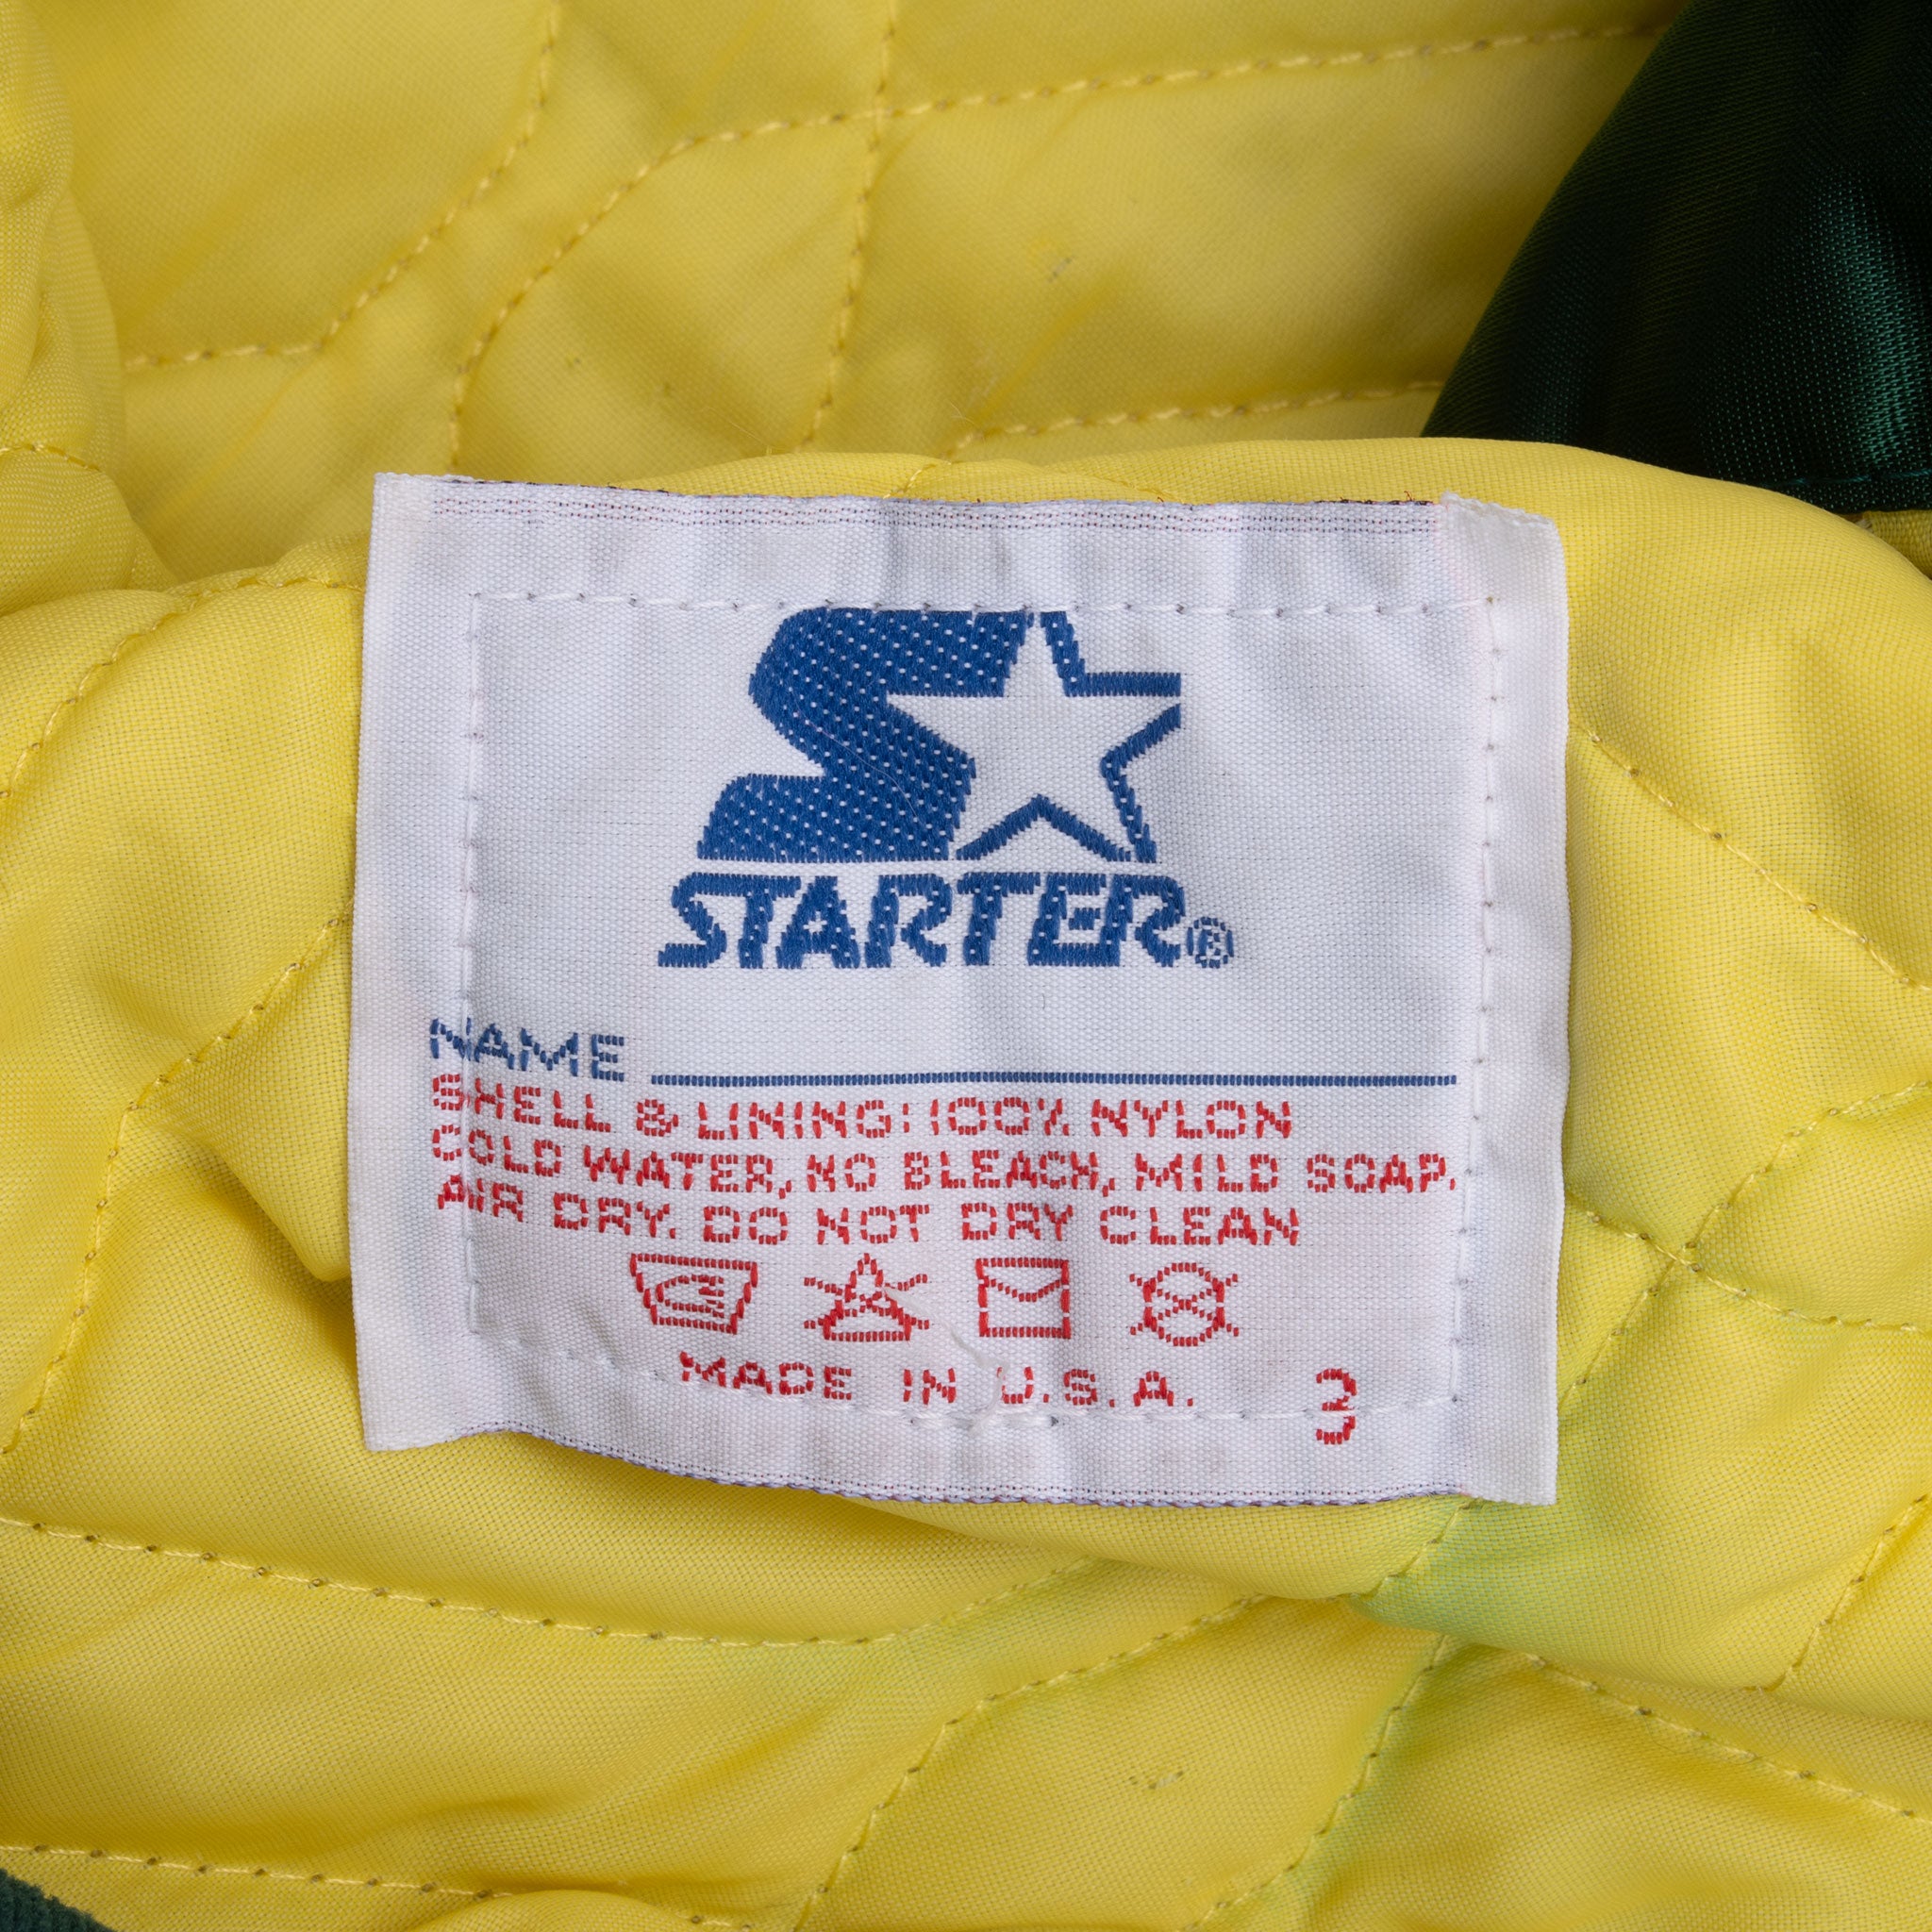 STARTER®
NAME
SHELL & LINING: 100% NYLON
COLD WATER, NO BLEACH, MILD SOAP.
AIR DRY. DO NOT DRY CLEAN
MADE IN U.S.A. 3